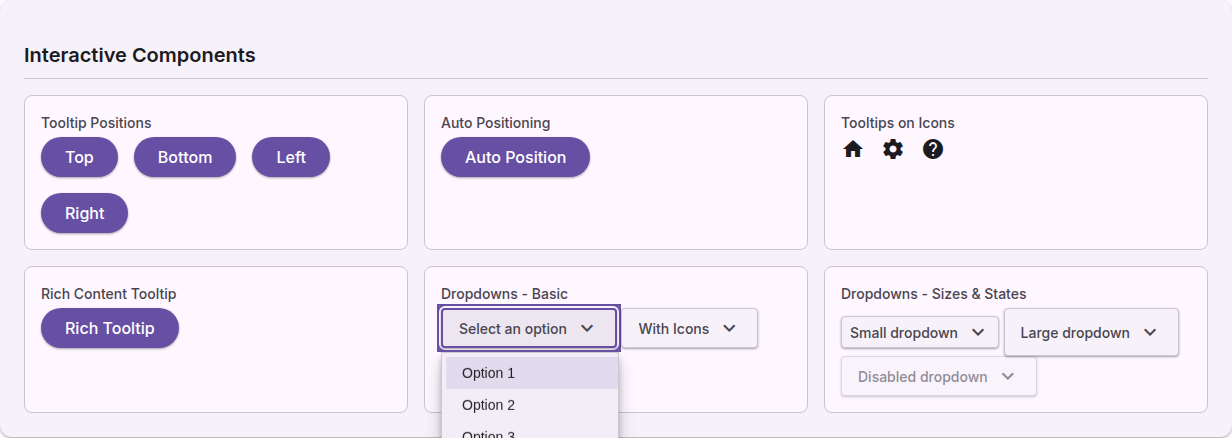 Interactive Components
Tooltip Positions
Top
Bottom
Left
Right
Auto Positioning
Auto Position
Tooltips on Icons
Rich Content Tooltip
Rich Tooltip
Dropdowns - Basic
Select an option
With Icons
Option 1
Option 2
Option 3
Dropdowns - Sizes & States
Small dropdown
Large dropdown
Disabled dropdown